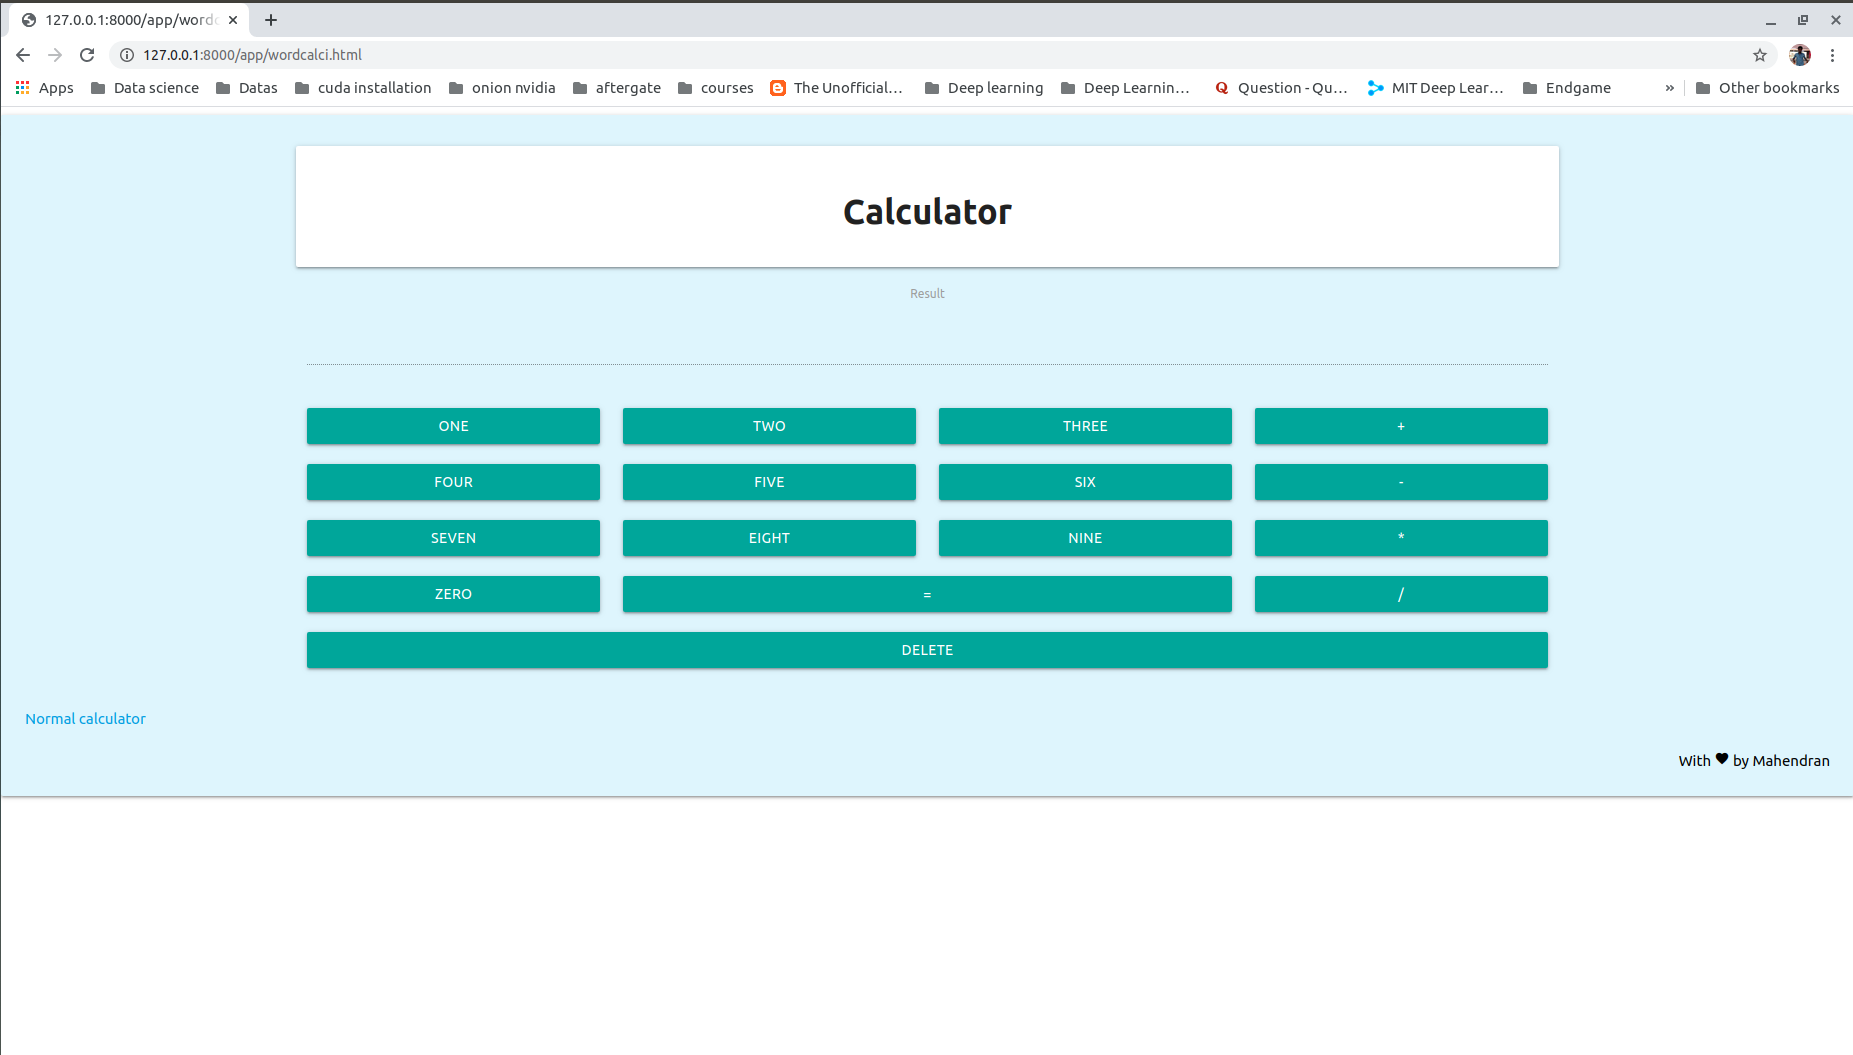 127.0.0.1:8000/app/wordc
127.0.0.1:8000/app/wordcalci.html
Apps Data science Datas cuda installation onion nvidia aftergate courses The Unofficial… Deep learning Deep Learnin… Question - Qu… MIT Deep Lear… Endgame » Other bookmarks
Calculator
Result
ONE TWO THREE +
FOUR FIVE SIX -
SEVEN EIGHT NINE *
ZERO = /
DELETE
Normal calculator
With ♥ by Mahendran